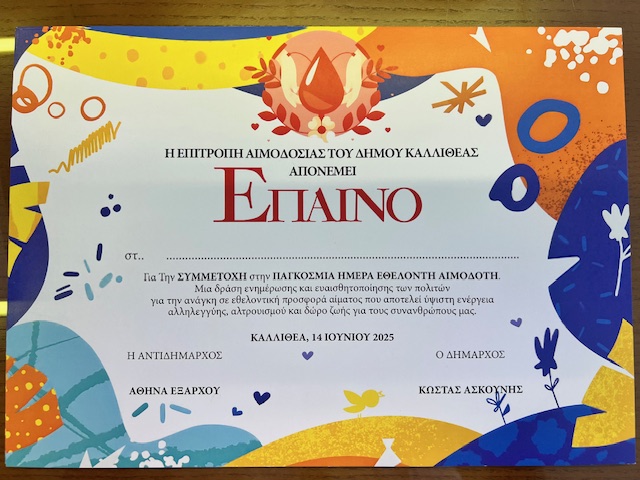 Η ΕΠΙΤΡΟΠΗ ΑΙΜΟΔΟΣΙΑΣ ΤΟΥ ΔΗΜΟΥ ΚΑΛΛΙΘΕΑΣ
ΑΠΟΝΕΜΕΙ
ΕΠΑΙΝΟ
στ.. ..........................................................................................
Για Την ΣΥΜΜΕΤΟΧΗ στην ΠΑΓΚΟΣΜΙΑ ΗΜΕΡΑ ΕΘΕΛΟΝΤΗ ΑΙΜΟΔΟΤΗ.
Μια δράση ενημέρωσης και ευαισθητοποίησης των πολιτών
για την ανάγκη σε εθελοντική προσφορά αίματος που αποτελεί ύψιστη ενέργεια
αλληλεγγύης, αλτρουισμού και δώρο ζωής για τους συνανθρώπους μας.
ΚΑΛΛΙΘΕΑ, 14 ΙΟΥΝΙΟΥ 2025
Η ΑΝΤΙΔΗΜΑΡΧΟΣ Ο ΔΗΜΑΡΧΟΣ
ΑΘΗΝΑ ΕΞΑΡΧΟΥ ΚΩΣΤΑΣ ΑΣΚΟΥΝΗΣ